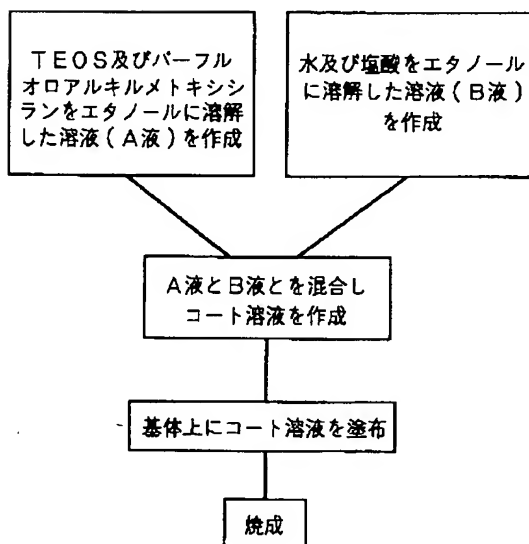 TEOS及びパーフル
オロアルキルメトキシシ
ランをエタノールに溶解
した溶液(A液)を作成
水及び塩酸をエタノール
に溶解した溶液(B液)
を作成
A液とB液とを混合し
コート溶液を作成
基体上にコート溶液を塗布
焼成